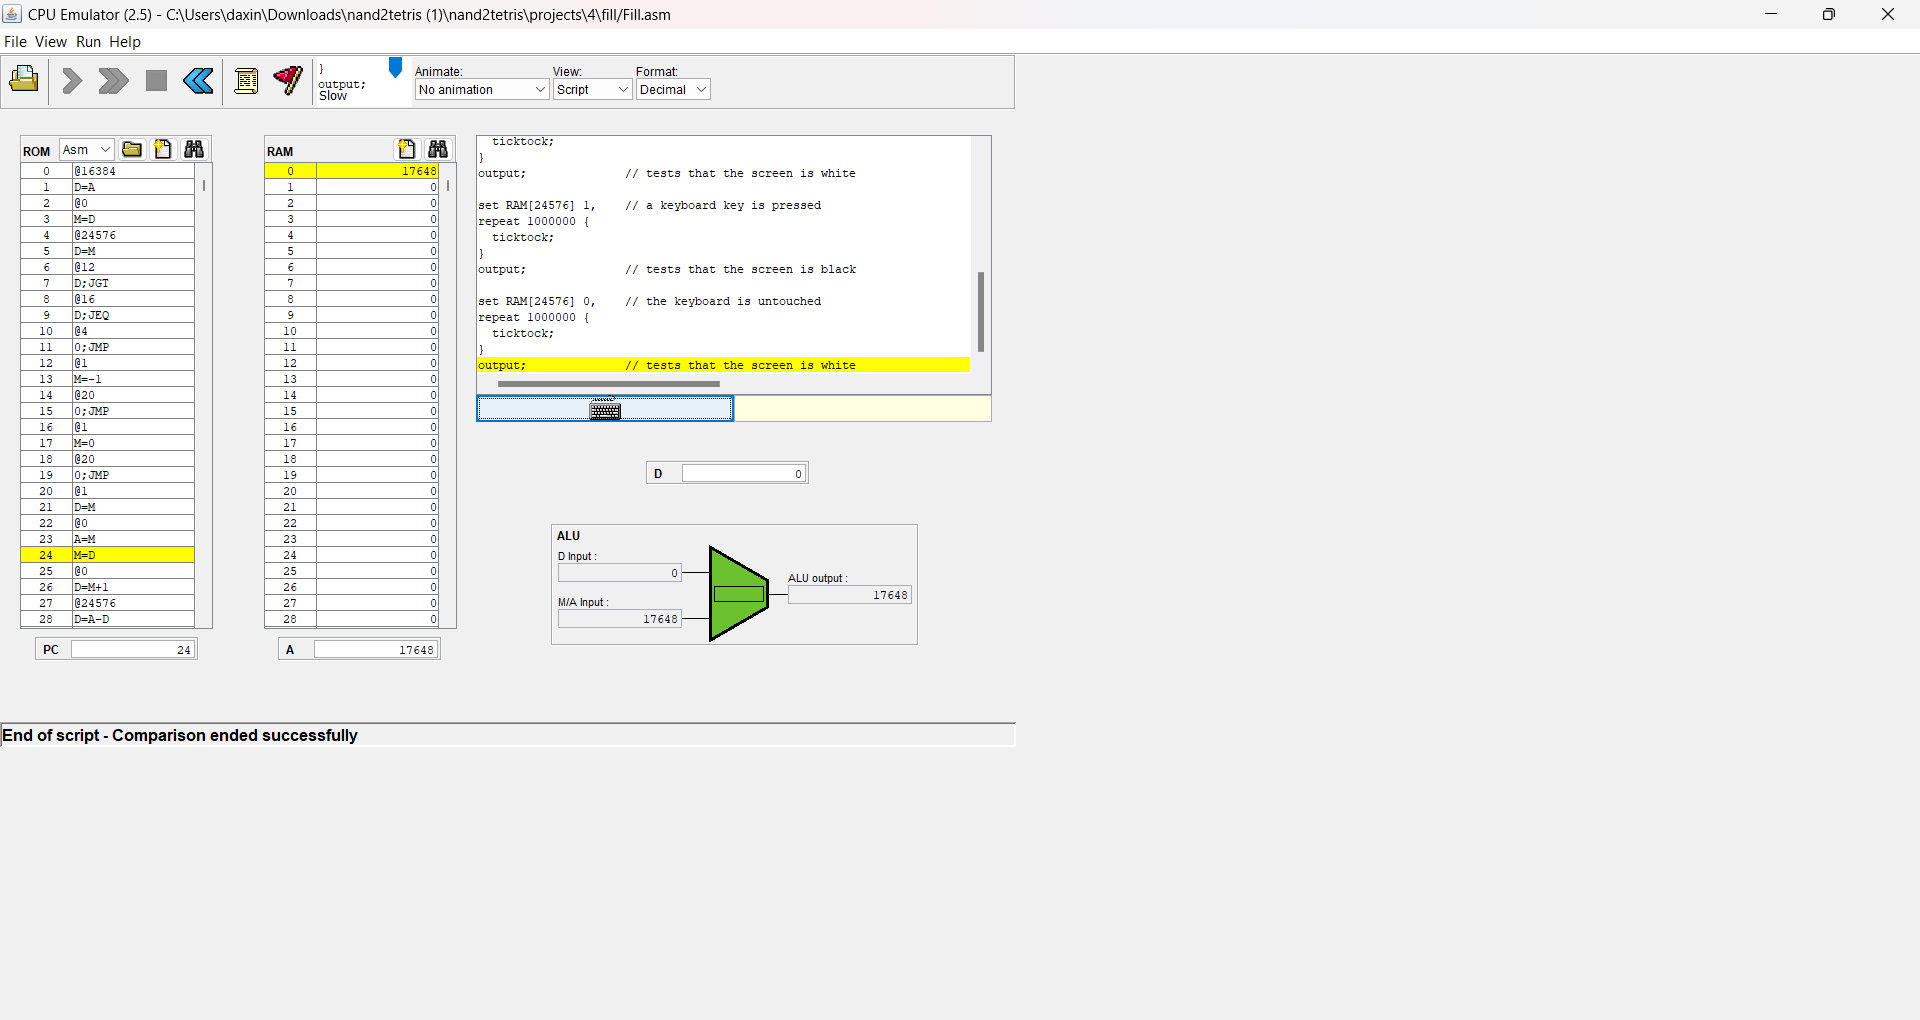 CPU Emulator (2.5) - C:\Users\daxin\Downloads\nand2tetris (1)\nand2tetris\projects\4\fill/Fill.asm
File View Run Help
}
output;
Slow
Animate:
No animation
View:
Script
Format:
Decimal
ROM Asm
0 @16384
1 D=A
2 @0
3 M=D
4 @24576
5 D=M
6 @12
7 D;JGT
8 @16
9 D;JEQ
10 @4
11 0;JMP
12 @1
13 M=-1
14 @20
15 0;JMP
16 @1
17 M=0
18 @20
19 0;JMP
20 @1
21 D=M
22 @0
23 A=M
24 M=D
25 @0
26 D=M+1
27 @24576
28 D=A-D
PC 24
RAM
0 17648
1 0
2 0
3 0
4 0
5 0
6 0
7 0
8 0
9 0
10 0
11 0
12 0
13 0
14 0
15 0
16 0
17 0
18 0
19 0
20 0
21 0
22 0
23 0
24 0
25 0
26 0
27 0
28 0
A 17648
ticktock;
}
output; // tests that the screen is white
set RAM[24576] 1, // a keyboard key is pressed
repeat 1000000 {
ticktock;
}
output; // tests that the screen is black
set RAM[24576] 0, // the keyboard is untouched
repeat 1000000 {
ticktock;
}
output; // tests that the screen is white
D 0
ALU
D Input :
0
M/A Input :
17648
ALU output :
17648
End of script - Comparison ended successfully